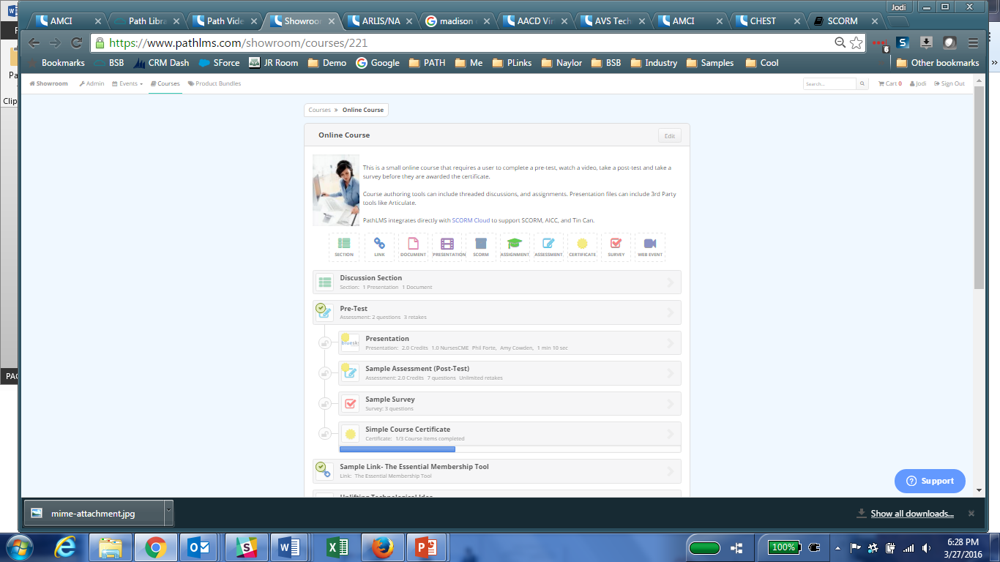 Jodi
AMCI
Path Libra
Path Vide
Showroo
ARLIS/NA
madison
AACD Vir
AVS Tech
AMCI
CHEST
SCORM
https://www.pathlms.com/showroom/courses/221
6
Bookmarks
BSB
CRM Dash
SForce
JR Room
Demo
Google
PATH
Me
PLinks
Naylor
BSB
Industry
Samples
Cool
Other bookmarks
Pa
Clip
PAG
Showroom
Admin
Events
Courses
Product Bundles
Search...
Cart 0
Jodi
Sign Out
Courses » Online Course
Online Course
Edit
This is a small online course that requires a user to complete a pre-test, watch a video, take a post-test and take a
survey before they are awarded the certificate.
Course authoring tools can include threaded discussions, and assignments. Presentation files can include 3rd Party
tools like Articulate.
PathLMS integrates directly with SCORM Cloud to support SCORM, AICC, and Tin Can.
SECTION
LINK
DOCUMENT
PRESENTATION
SCORM
ASSIGNMENT
ASSESSMENT
CERTIFICATE
SURVEY
WEB EVENT
Discussion Section
Section: 1 Presentation 1 Document
Pre-Test
Assessment: 2 questions 3 retakes
bluesky
Presentation
Presentation: 2.0 Credits 1.0 NursesCME Phil Forte, Amy Cowden, 1 min 10 sec
Sample Assessment (Post-Test)
Assessment: 2.0 Credits 7 questions Unlimited retakes
Sample Survey
Survey: 3 questions
Simple Course Certificate
Certificate: 1/3 Course items completed
Sample Link- The Essential Membership Tool
Link: The Essential Membership Tool
Uplifting Technological Idea
Support
mime-attachment.jpg
Show all downloads...
100%
6:28 PM
3/27/2016